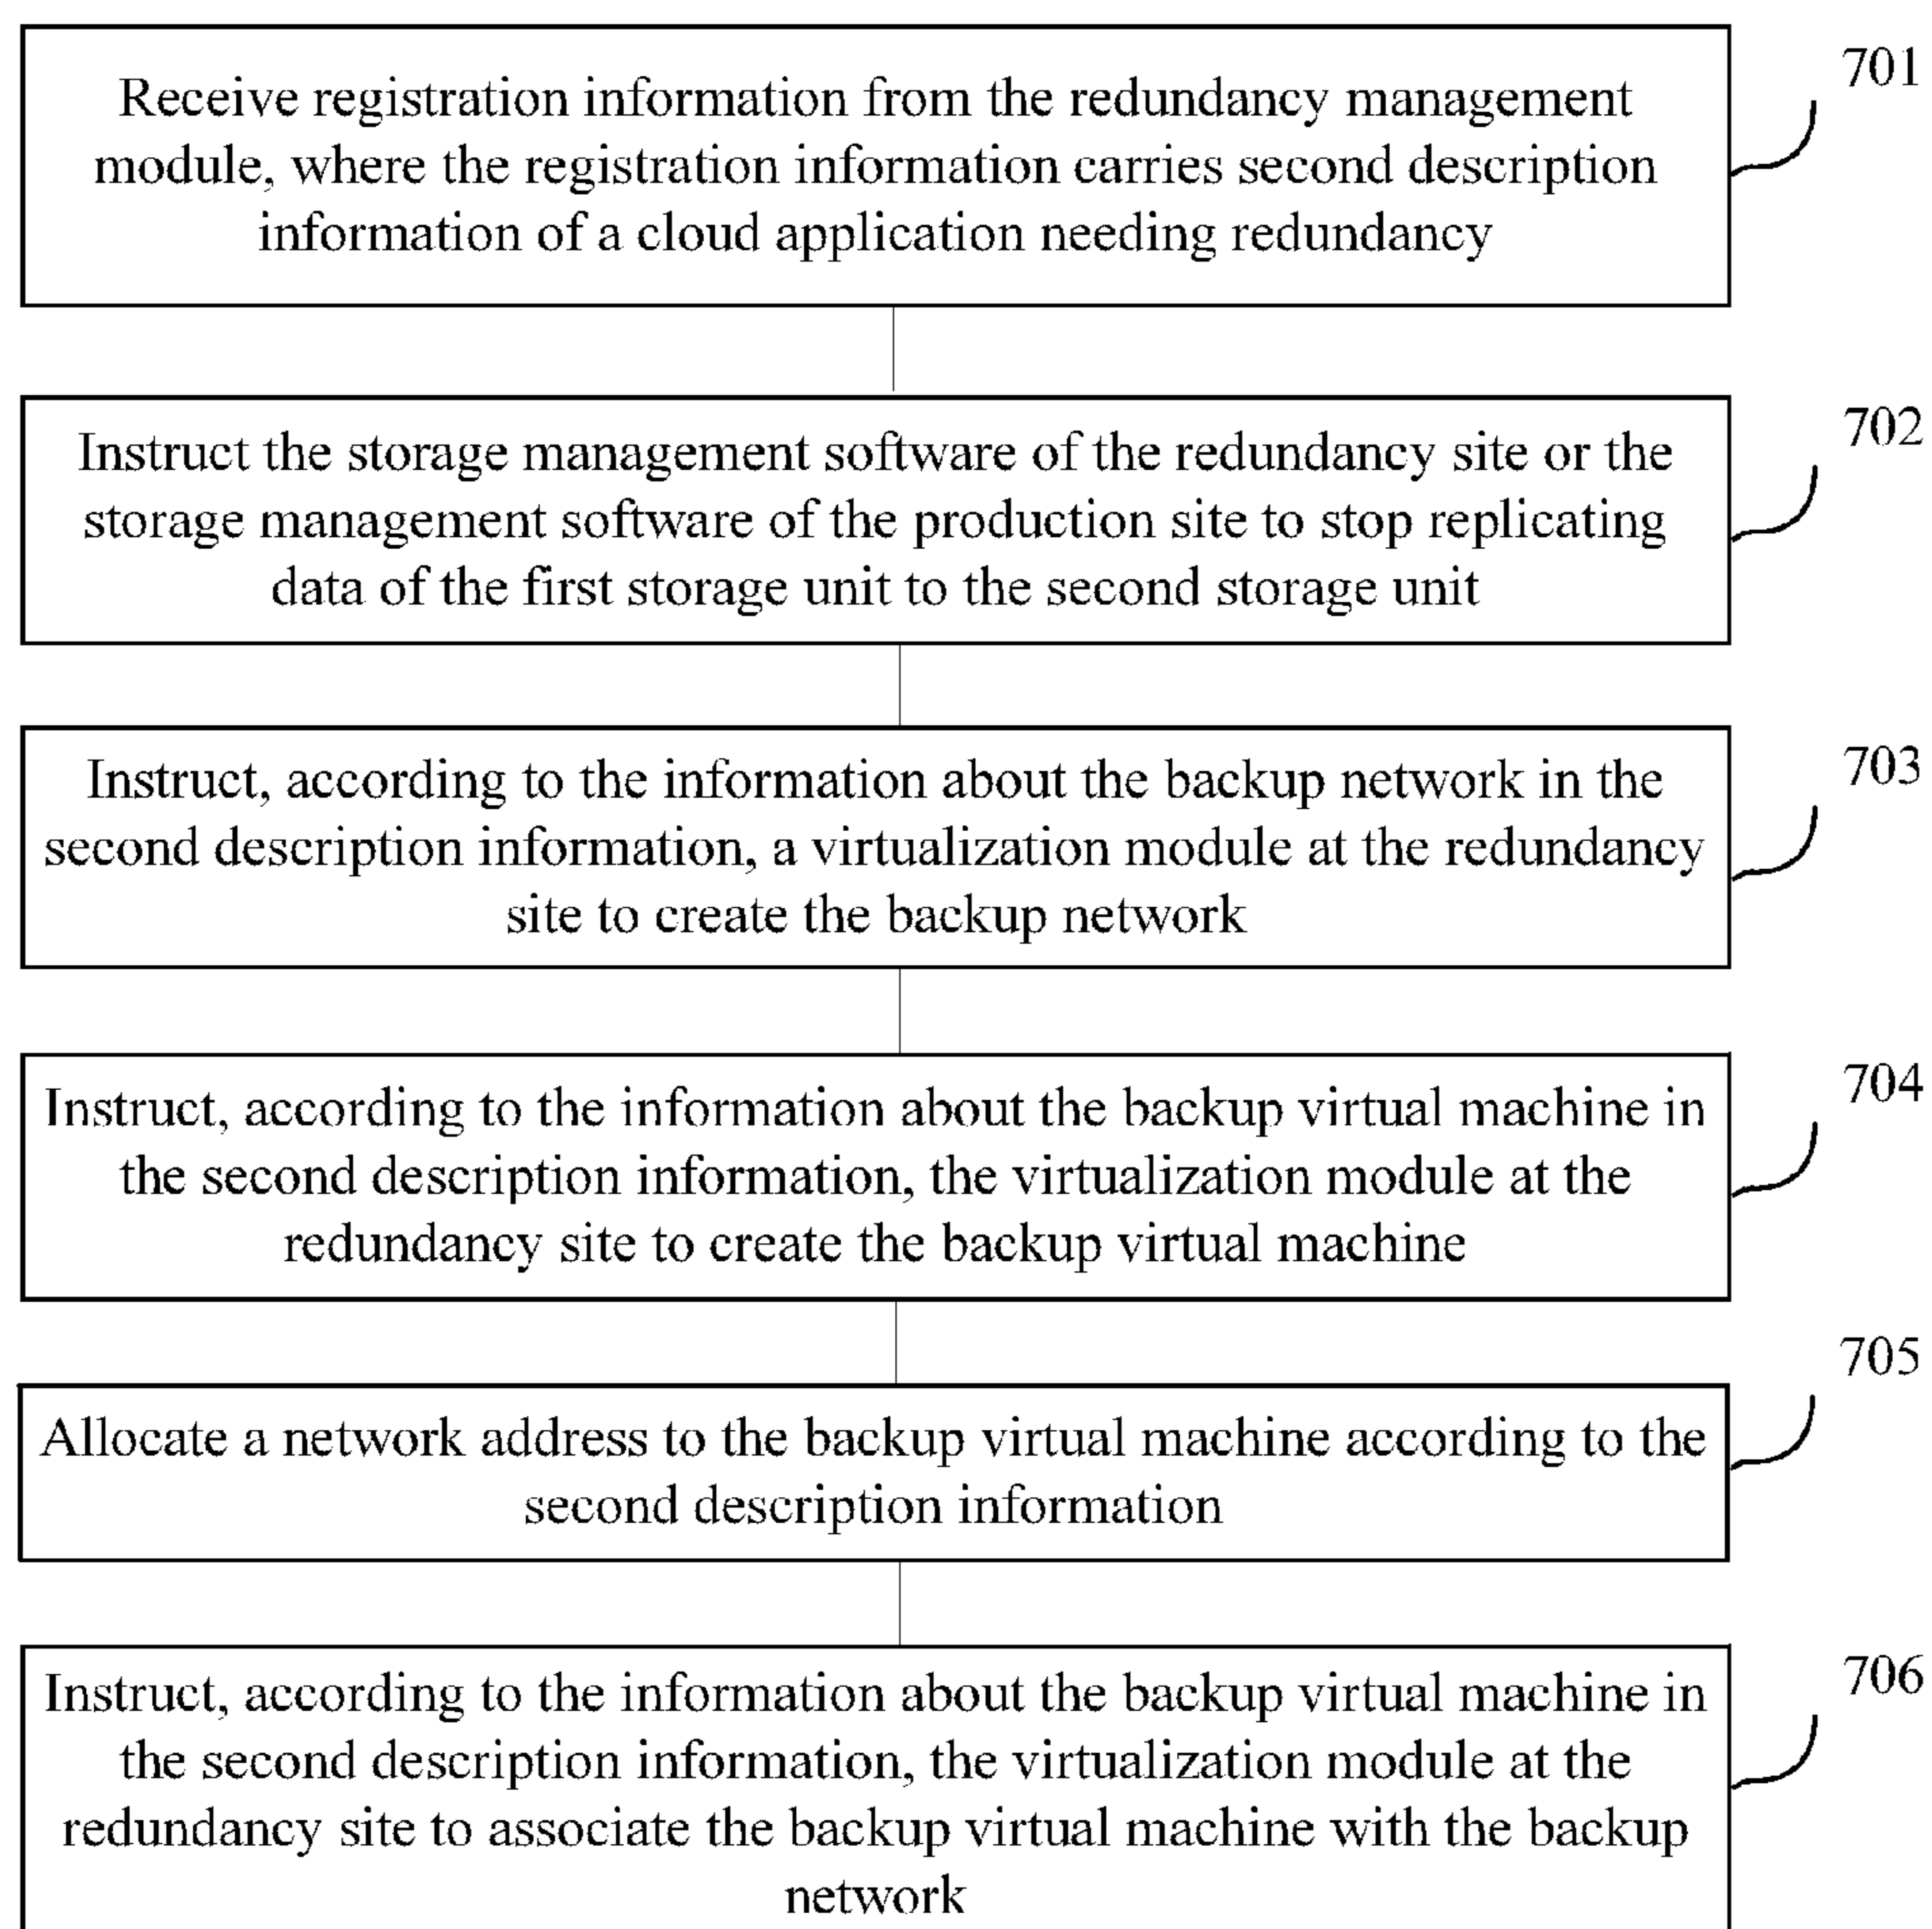 Receive registration information from the redundancy management
module, where the registration information carries second description
information of a cloud application needing redundancy
701
Instruct the storage management software of the redundancy site or the
storage management software of the production site to stop replicating
data of the first storage unit to the second storage unit
702
Instruct, according to the information about the backup network in the
second description information, a virtualization module at the redundancy
site to create the backup network
703
Instruct, according to the information about the backup virtual machine in
the second description information, the virtualization module at the
redundancy site to create the backup virtual machine
704
Allocate a network address to the backup virtual machine according to the
second description information
705
Instruct, according to the information about the backup virtual machine in
the second description information, the virtualization module at the
redundancy site to associate the backup virtual machine with the backup
network
706